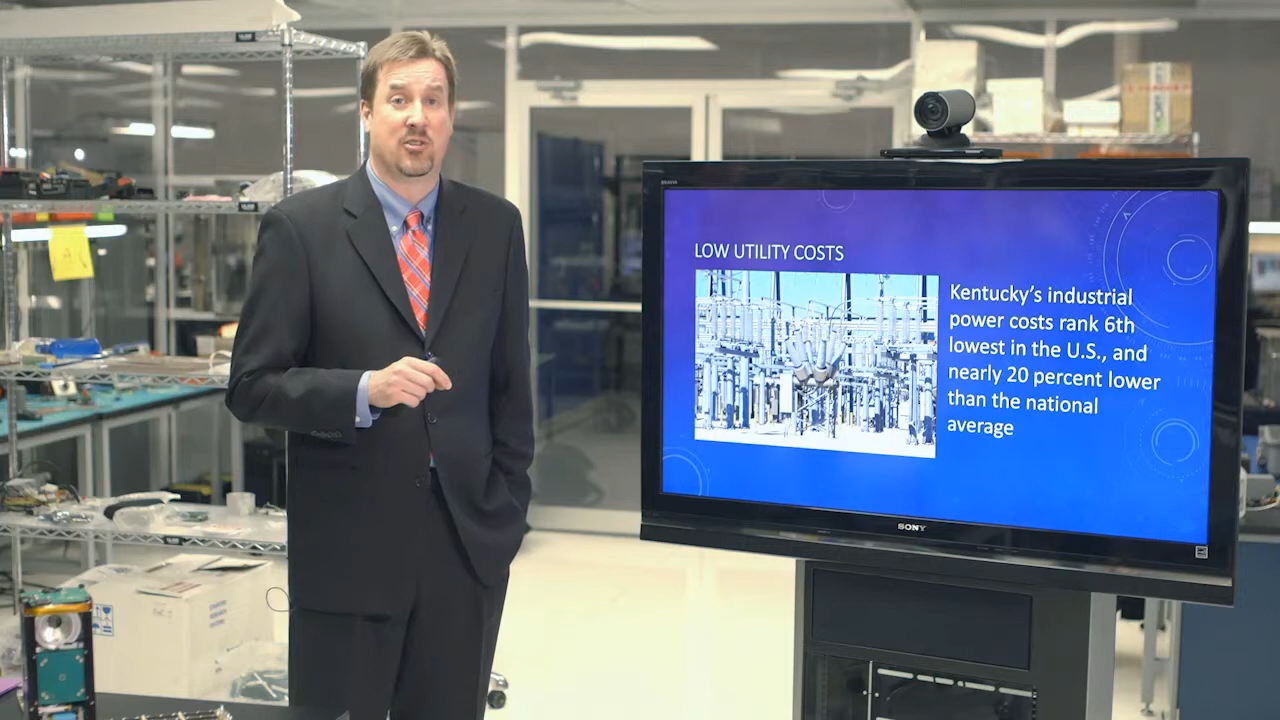 BRAVIA
LOW UTILITY COSTS
Kentucky's industrial
power costs rank 6th
lowest in the U.S., and
nearly 20 percent lower
than the national
average
SONY